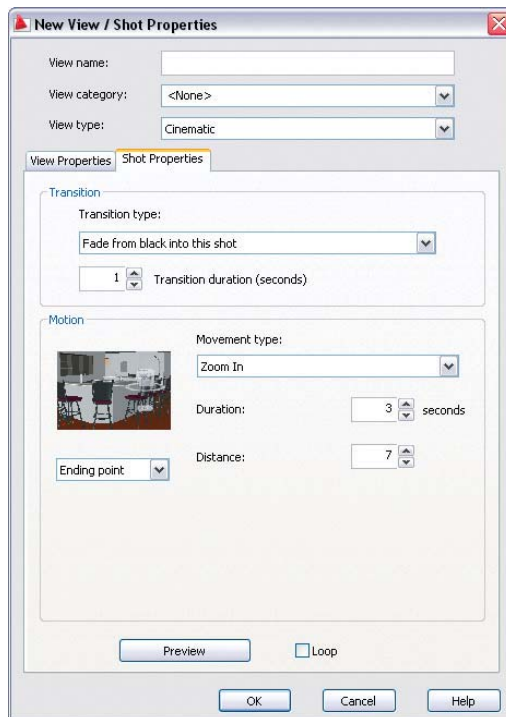 New View / Shot Properties
View name:
View category: <None>
View type: Cinematic
View Properties Shot Properties
Transition
Transition type:
Fade from black into this shot
1 Transition duration (seconds)
Motion
Movement type:
Zoom In
Duration: 3 seconds
Distance: 7
Ending point
Preview Loop
OK Cancel Help